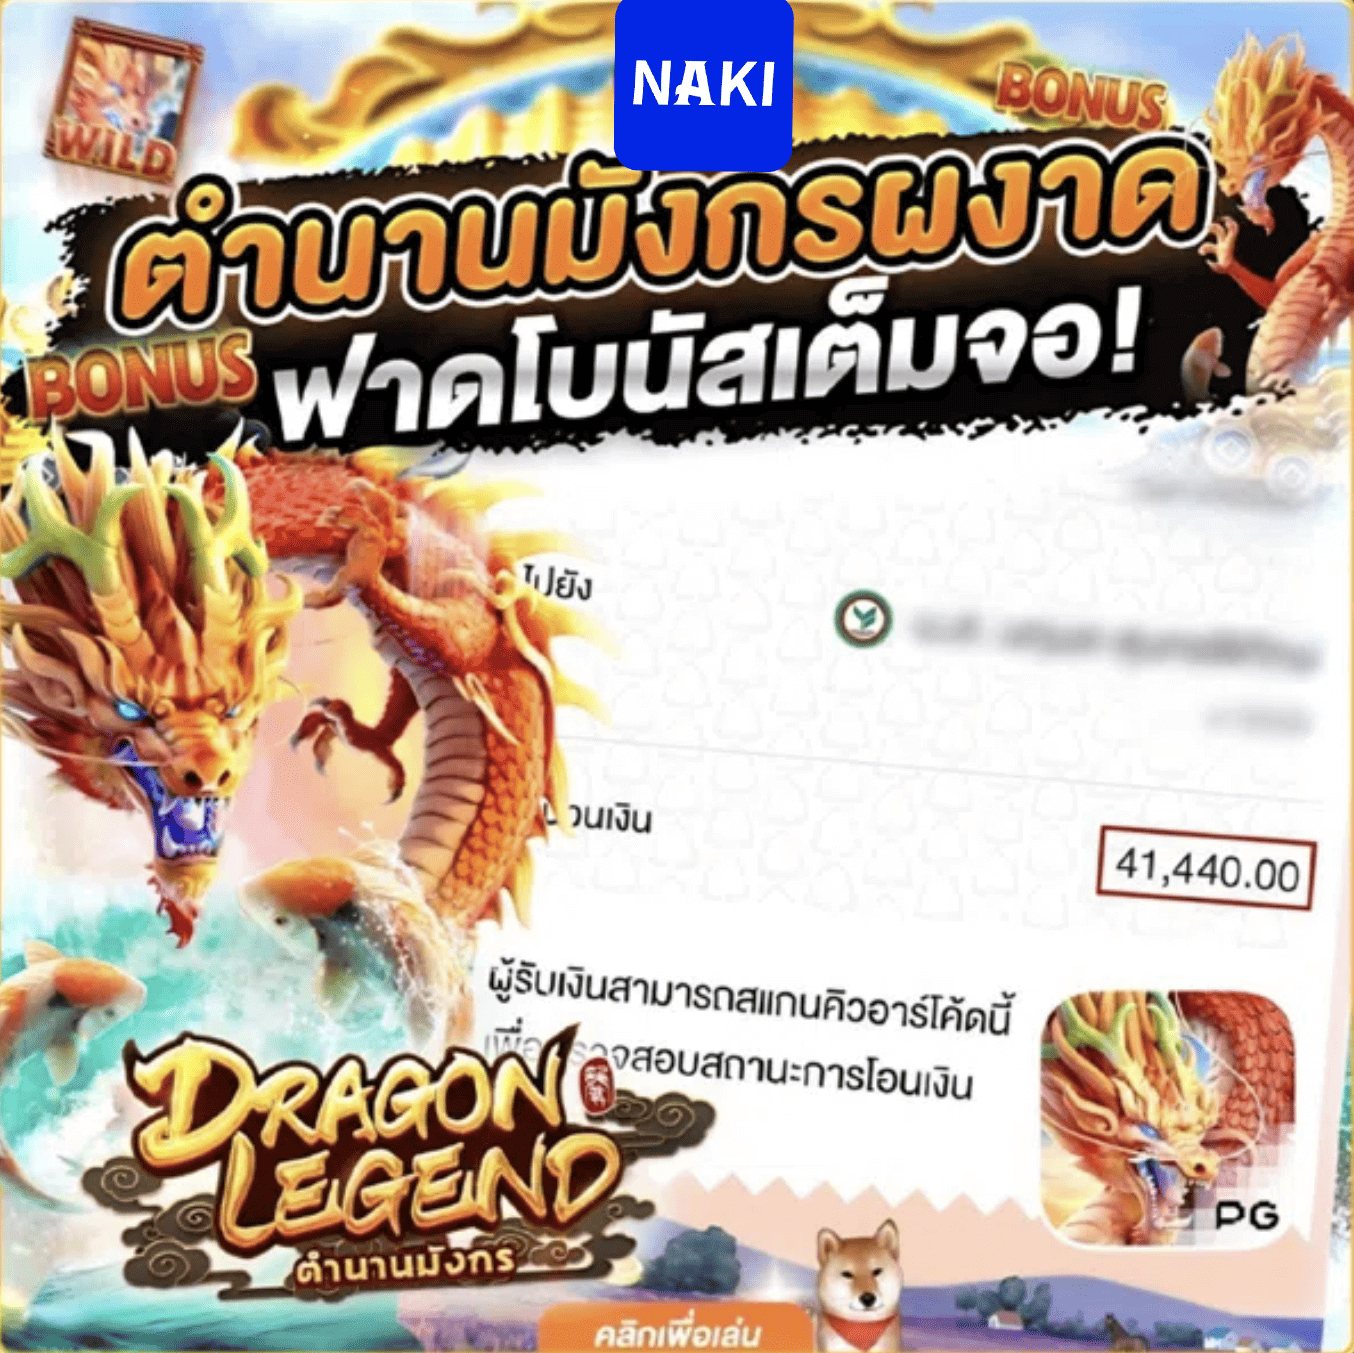 NAKI
WILD
BONUS
ตำนานมังกรผงาด
BONUS
ฟาดโบนัสเต็มจอ!
ไปยัง
41,440.00
ผู้รับเงินสามารถสแกนคิวอาร์โค้ดนี้
เพื่อตรวจสอบสถานะการโอนเงิน
DRAGON
LEGEND
ตำนานมังกร
PG
คลิกเพื่อเล่น